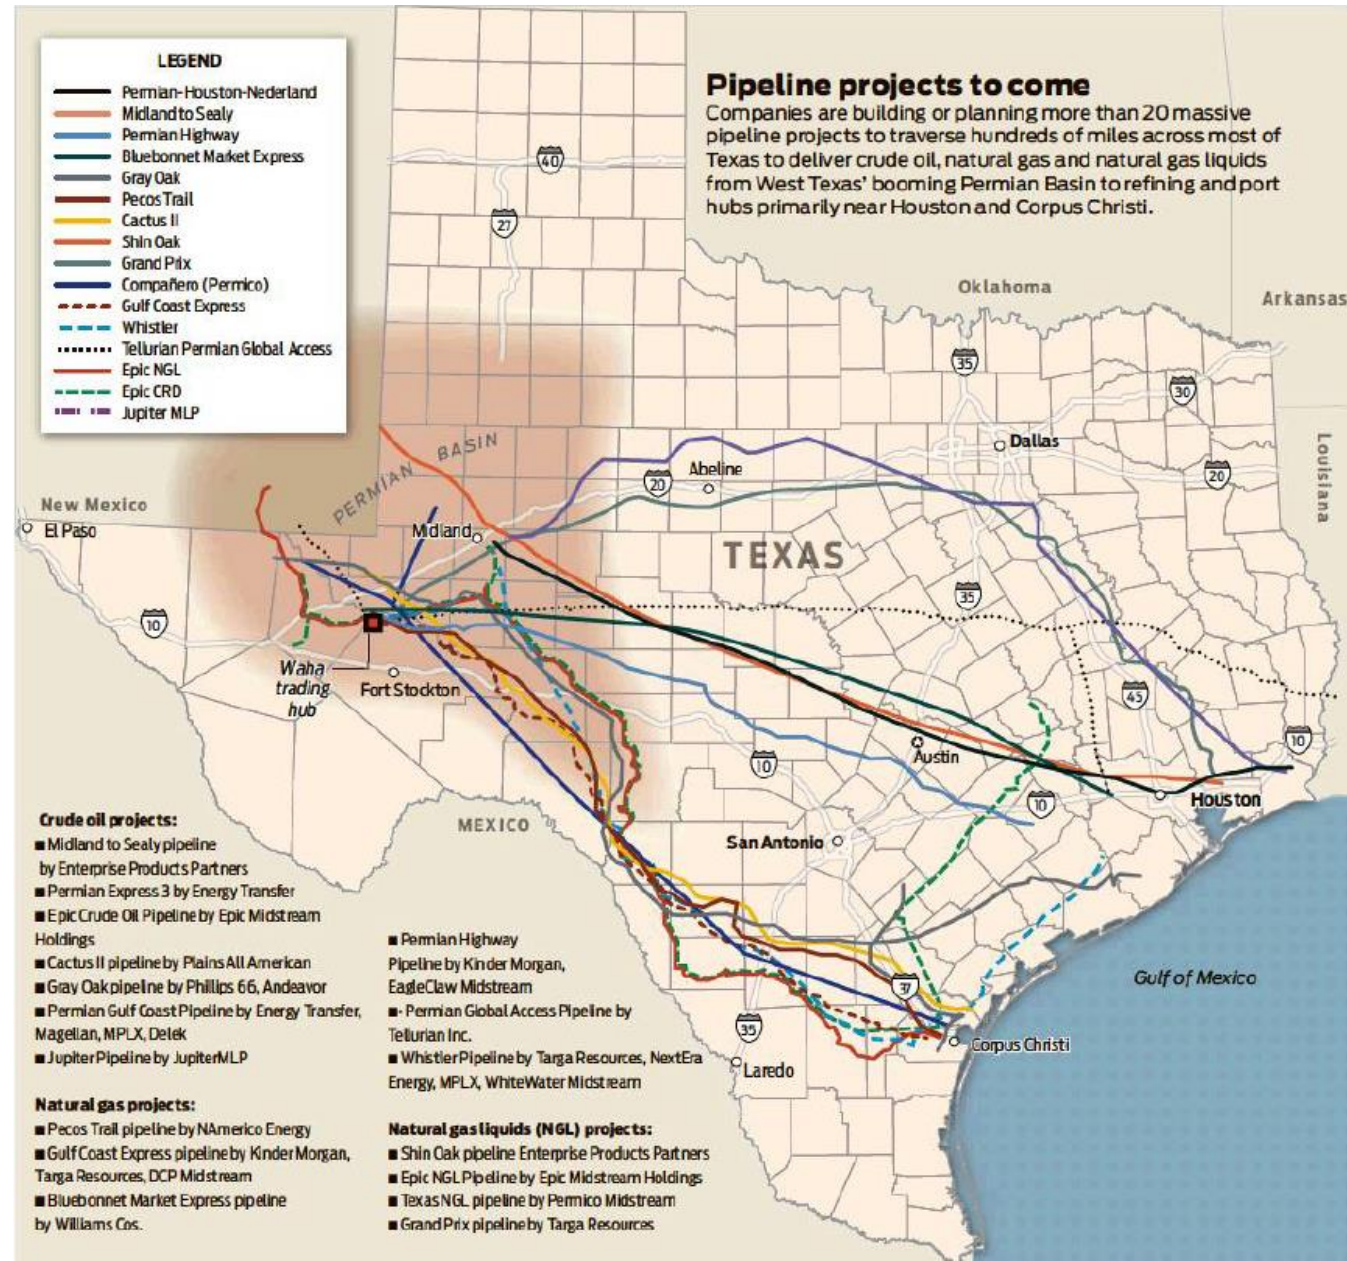 LEGEND
Permian-Houston-Nederland
Midland to Sealy
Permian Highway
Bluebonnet Market Express
Gray Oak
Pecos Trail
Cactus II
Shin Oak
Grand Prix
Compañero (Permico)
Gulf Coast Express
Whistler
Tellurian Permian Global Access
Epic NGL
Epic CRD
Jupiter MLP
Pipeline projects to come
Companies are building or planning more than 20 massive
pipeline projects to traverse hundreds of miles across most of
Texas to deliver crude oil, natural gas and natural gas liquids
from West Texas' booming Permian Basin to refining and port
hubs primarily near Houston and Corpus Christi.
40
27
Oklahoma
Arkansas
35
30
Dallas
Louisiana
PERMIAN BASIN
Abeline
20
20
New Mexico
El Paso
Midland
TEXAS
35
10
Waha
trading
hub
Fort Stockton
45
10
Austin
10
10
Houston
MEXICO
San Antonio
Gulf of Mexico
37
35
Corpus Christi
Laredo
Crude oil projects:
■ Midland to Sealy pipeline
by Enterprise Products Partners
■ Permian Express 3 by Energy Transfer
■ Epic Crude Oil Pipeline by Epic Midstream
Holdings
■ Cactus II pipeline by Plains All American
■ Gray Oak pipeline by Phillips 66, Andeavor
■ Permian Gulf Coast Pipeline by Energy Transfer,
Magellan, MPLX, Delek
■ Jupiter Pipeline by JupiterMLP
Natural gas projects:
■ Pecos Trail pipeline by NAmerico Energy
■ Gulf Coast Express pipeline by Kinder Morgan,
Targa Resources, DCP Midstream
■ Bluebonnet Market Express pipeline
by Williams Cos.
■ Permian Highway
Pipeline by Kinder Morgan,
EagleClaw Midstream
■- Permian Global Access Pipeline by
Tellurian Inc.
■ Whistler Pipeline by Targa Resources, NextEra
Energy, MPLX, WhiteWater Midstream
Natural gas liquids (NGL) projects:
■ Shin Oak pipeline Enterprise Products Partners
■ Epic NGL Pipeline by Epic Midstream Holdings
■ Texas NGL pipeline by Permico Midstream
■ Grand Prix pipeline by Targa Resources